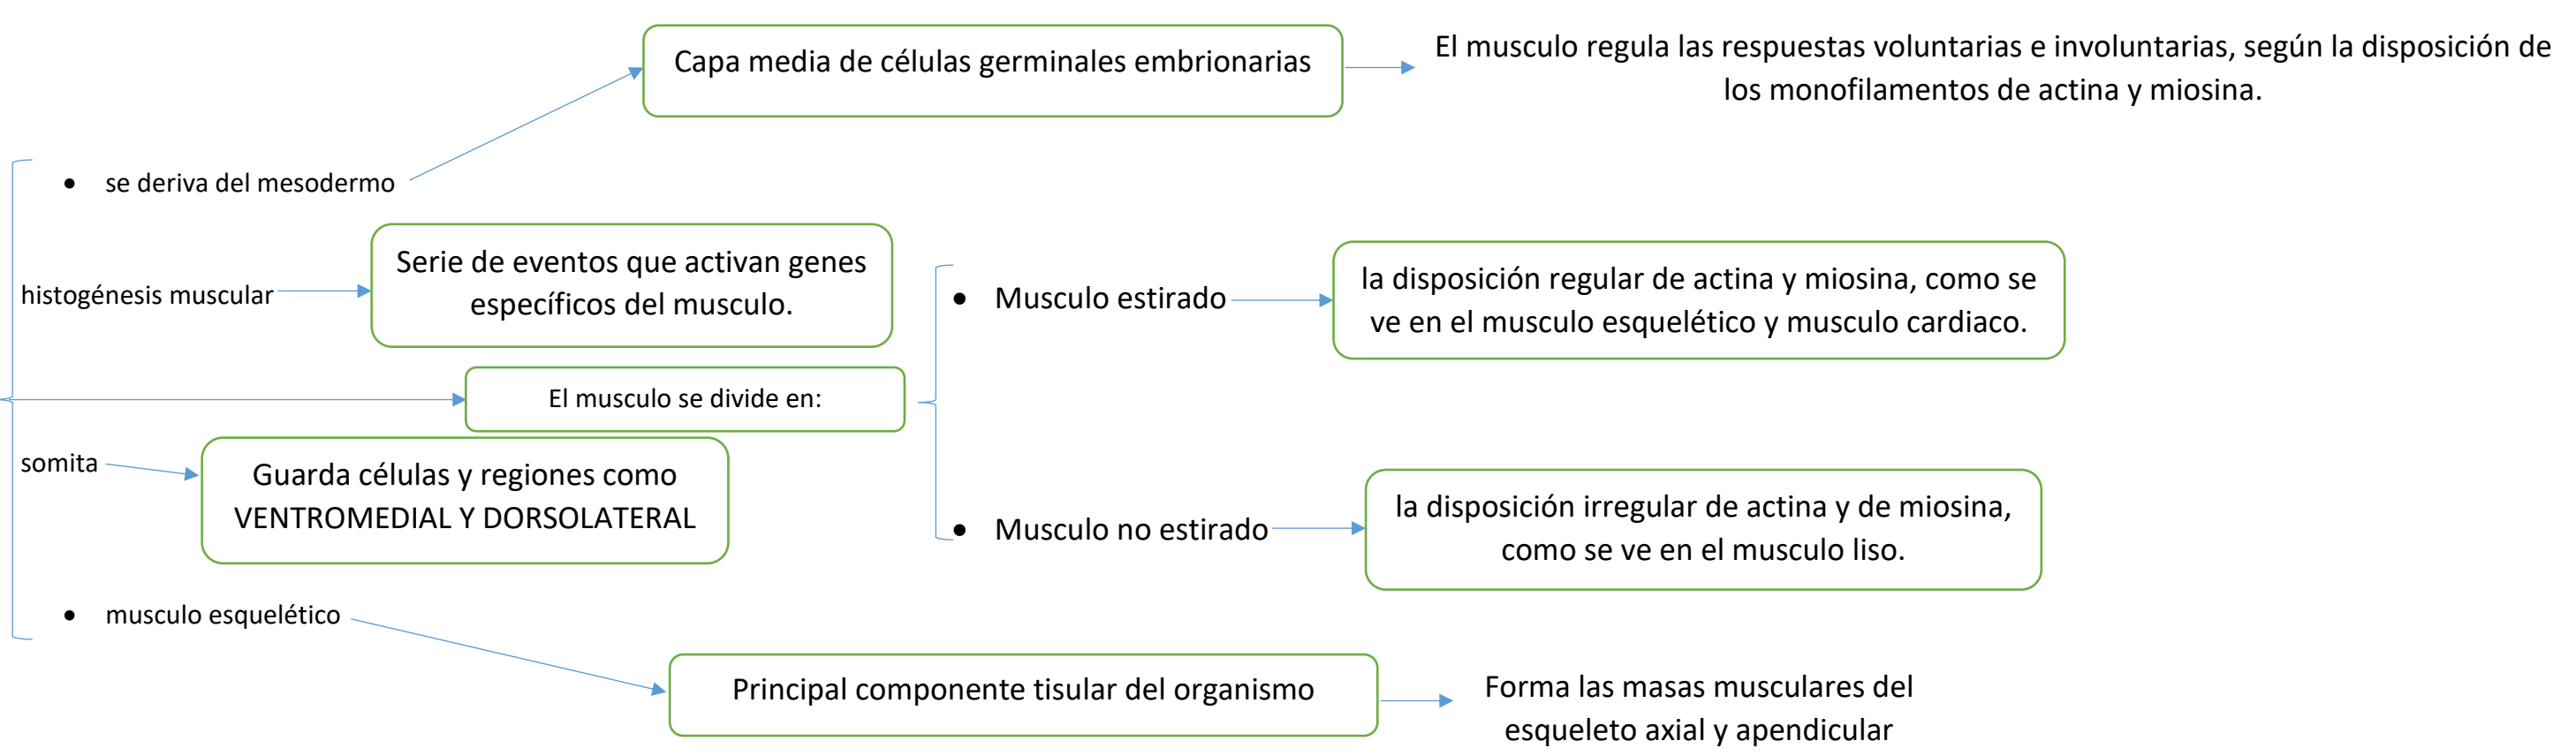 Capa media de células germinales embrionarias
El musculo regula las respuestas voluntarias e involuntarias, según la disposición de
los monofilamentos de actina y miosina.
• se deriva del mesodermo
histogénesis muscular
Serie de eventos que activan genes
específicos del musculo.
• Musculo estirado
la disposición regular de actina y miosina, como se
ve en el musculo esquelético y musculo cardiaco.
El musculo se divide en:
somita
Guarda células y regiones como
VENTROMEDIAL Y DORSOLATERAL
• Musculo no estirado
la disposición irregular de actina y de miosina,
como se ve en el musculo liso.
• musculo esquelético
Principal componente tisular del organismo
Forma las masas musculares del
esqueleto axial y apendicular